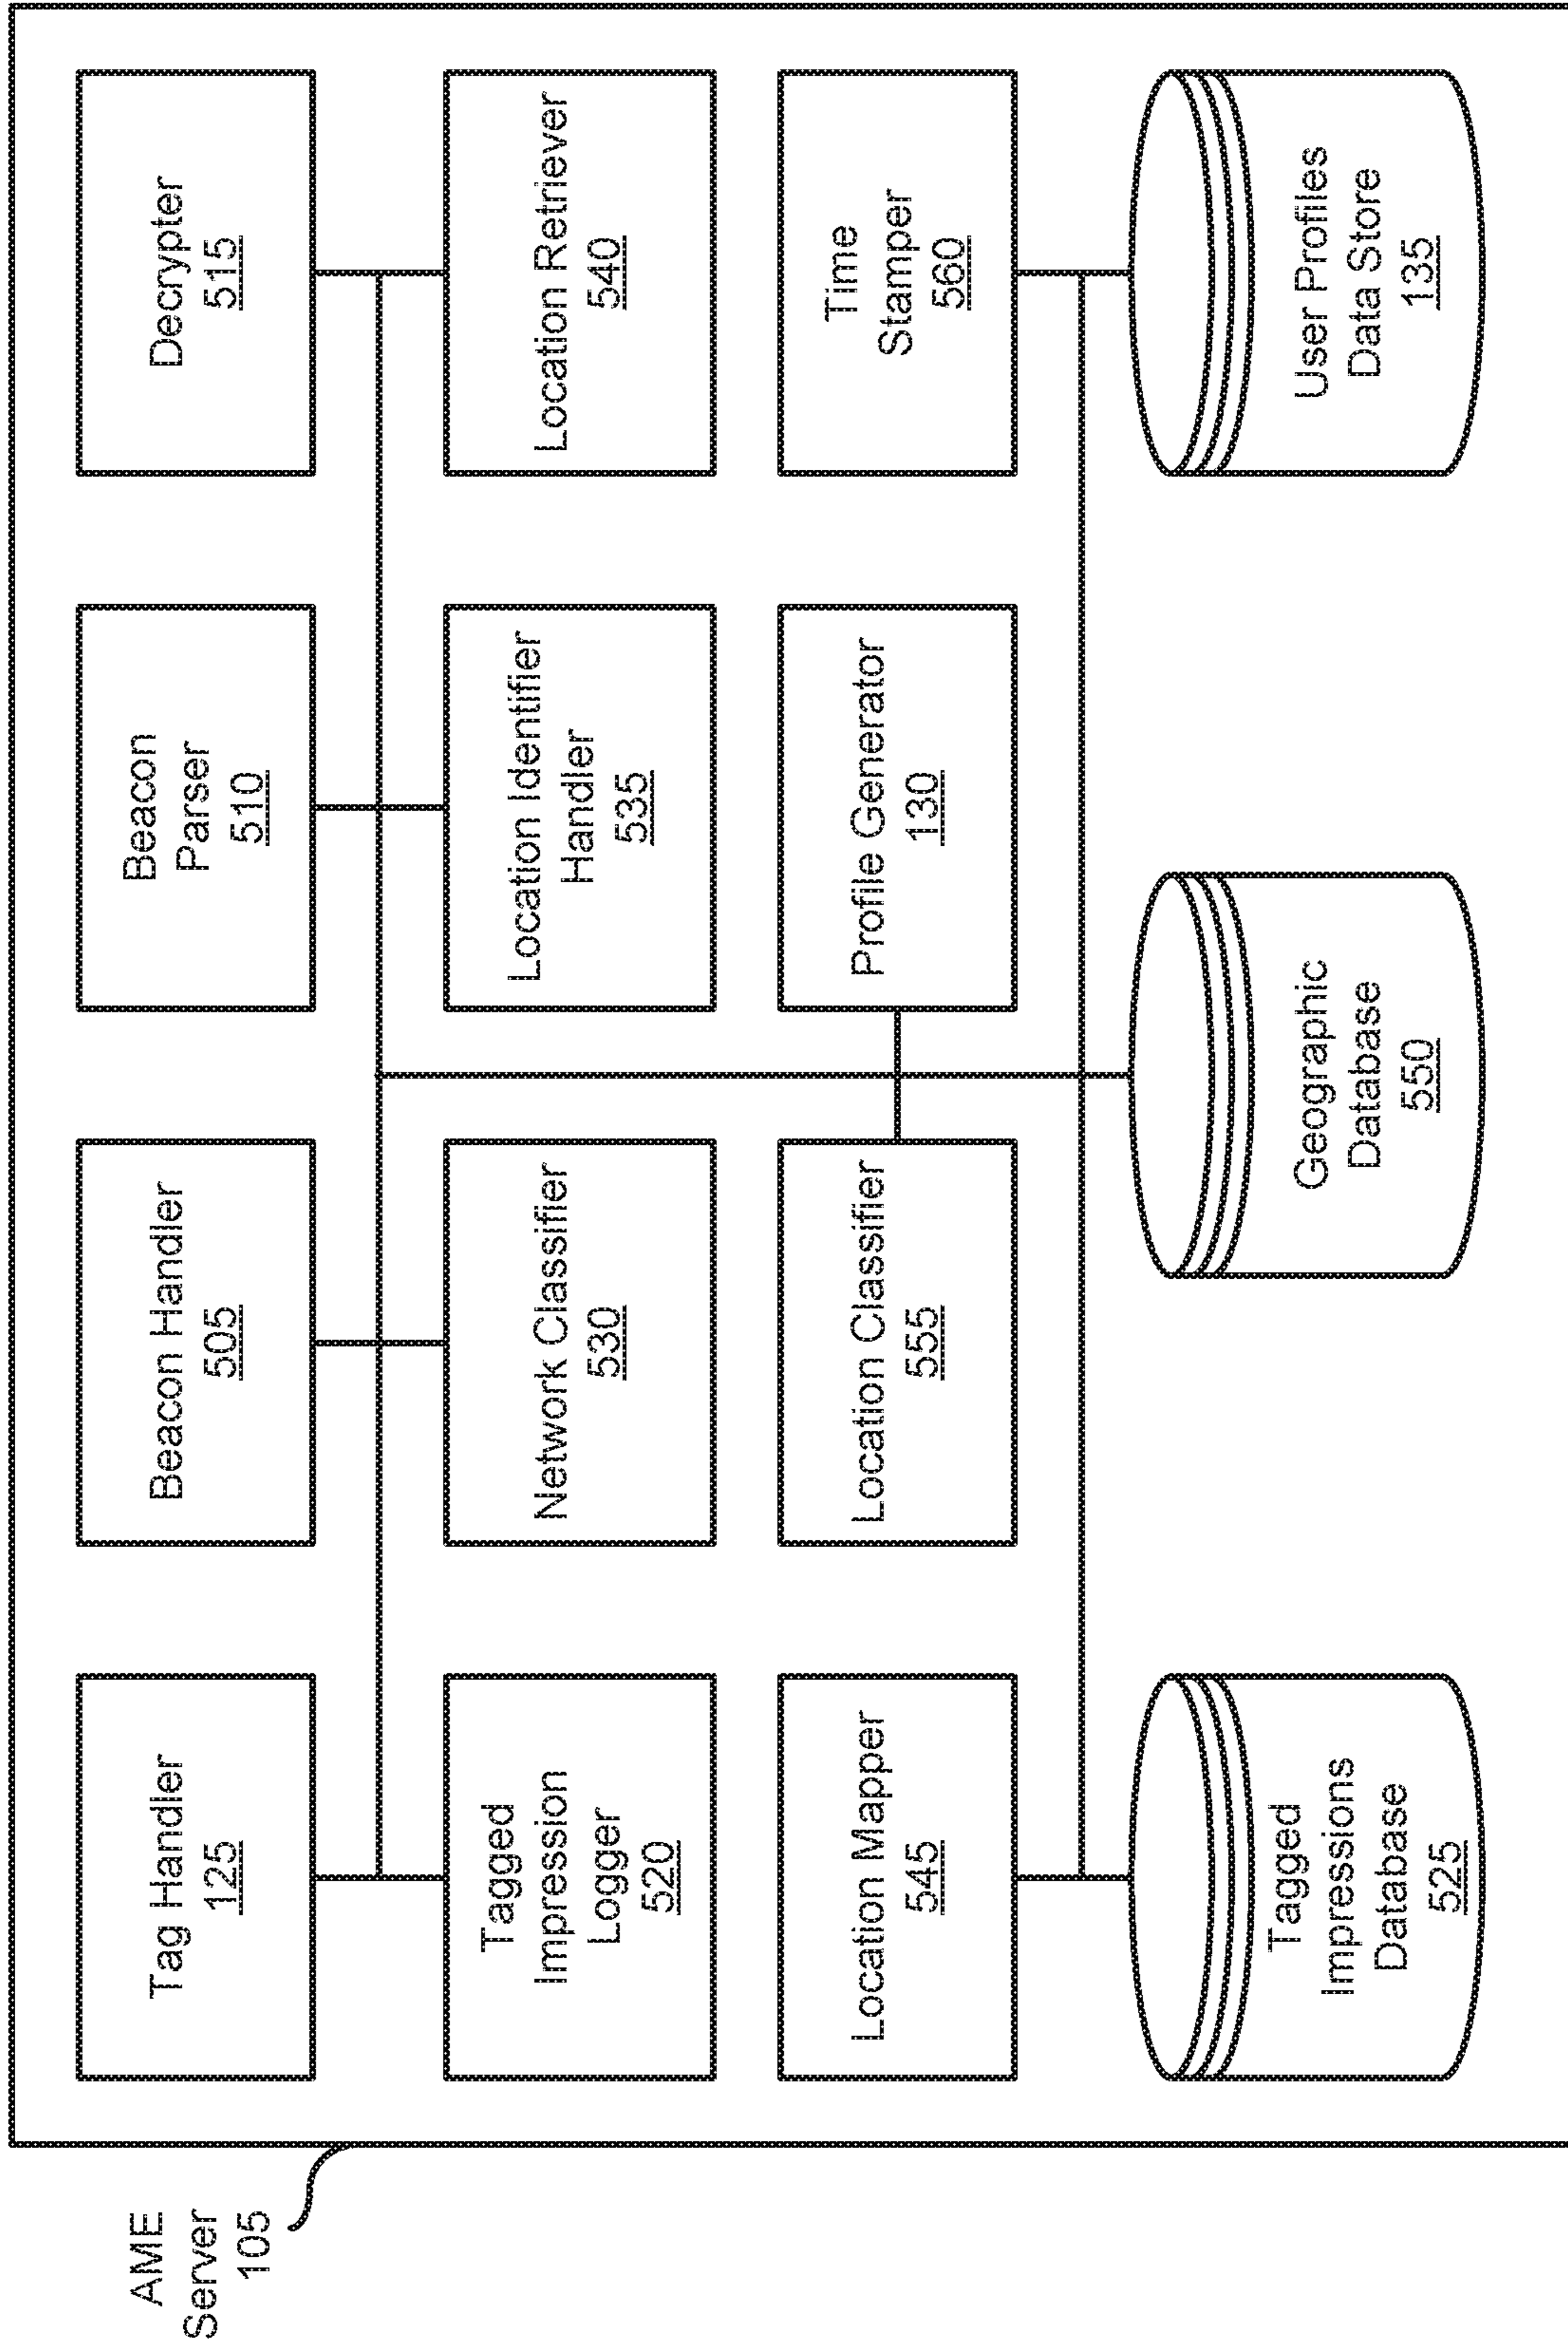 AME
Server
105
Tag Handler
125
Beacon Handler
505
Beacon
Parser
510
Decrypter
515
Tagged
Impression
Logger
520
Network Classifier
530
Location Identifier
Handler
535
Location Retriever
540
Location Mapper
545
Location Classifier
555
Profile Generator
130
Time
Stamper
560
Tagged
Impressions
Database
525
Geographic
Database
550
User Profiles
Data Store
135